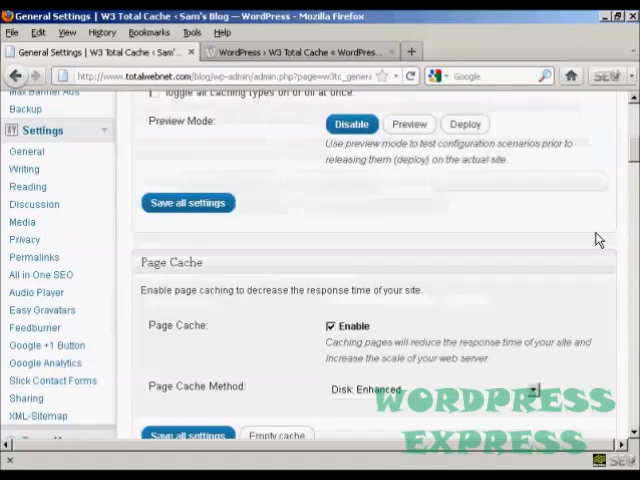 General Settings | W3 Total Cache ‹ Sam's Blog — WordPress - Mozilla Firefox
File Edit View History Bookmarks Tools Help
General Settings | W3 Total Cache ‹ Sam'... × WordPress › W3 Total Cache « WordPres... × +
http://www.totalwebnet.com/blog/wp-admin/admin.php?page=w3tc_genera Google SEO
Max Banner Ads
Toggle all caching types on or off at once.
Backup
Preview Mode: Disable Preview Deploy
Settings
Use preview mode to test configuration scenarios prior to
General
releasing them (deploy) on the actual site.
Writing
Reading
Discussion
Save all settings
Media
Privacy
Permalinks
Page Cache
All in One SEO
Audio Player
Enable page caching to decrease the response time of your site.
Easy Gravatars
Feedburner
Page Cache: Enable
Google +1 Button
Caching pages will reduce the response time of your site and
Google Analytics
increase the scale of your web server.
Slick Contact Forms
Page Cache Method: Disk: Enhanced
Sharing
WORDPRESS
XML-Sitemap
Save all settings Empty cache
EXPRESS
× SEO